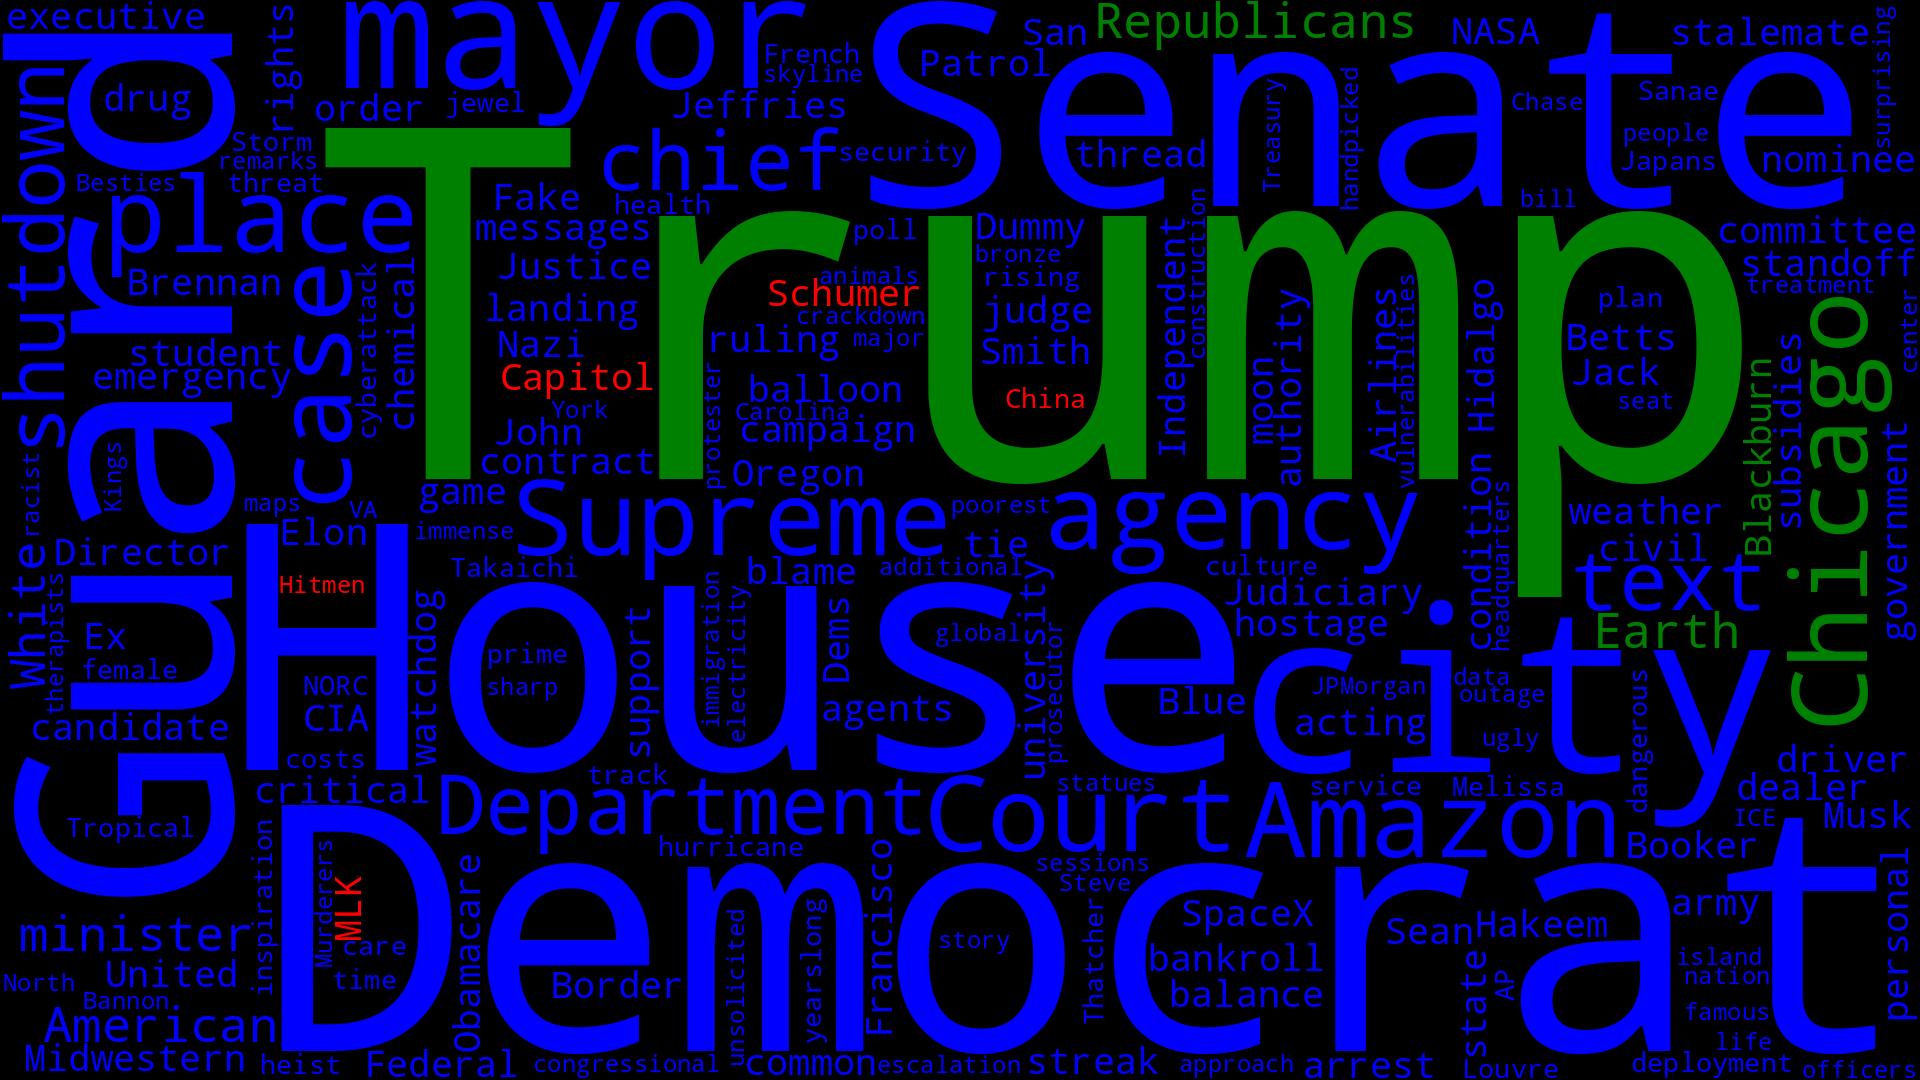 executive
mayor
Senate
Republicans
San
NASA
stalemate
surprising
shutdown
Guard
drug
rights
order
jewel
French
skyline
Patrol
Jeffries
Treasury
handpicked
Chase
Sanae
people
Japans
nominee
Storm
remarks
threat
Besties
place
Trump
chief
security
thread
Fake
health
messages
poll
Dummy
bronze
rising
Independent
construction
bill
committee
standoff
treatment
Brennan
case
cyberattack
chemical
Justice
landing
Nazi
Capitol
York
John
contract
animals
Schumer
crackdown
ruling
major
protester
balloon
Carolina
campaign
Oregon
judge
Smith
China
moon
authority
Airlines
vulnerabilities
Hidalgo
plan
Betts
Jack
seat
Blackburn
subsidies
Chicago
center
student
emergency
racist
Kings
maps
VA
game
immense
Supreme
poorest
tie
agency
condition
headquarters
weather
civil
text
Earth
government
White
Director
therapists
Ex
female
Elon
Hitmen
House
Takaichi
blame
additional
culture
Judiciary
hostage
city
NORC
CIA
watchdog
prime
sharp
support
immigration
electricity
Dems
agents
global
university
prosecutor
Blue
JPMorgan
acting
data
outage
ugly
dangerous
candidate
costs
critical
track
Department
Court
statues
service
Melissa
Amazon
driver
dealer
ICE
Musk
Booker
Tropical
inspiration
Democrat
Murderers
MLK
care
time
Obamacare
hurricane
Francisco
sessions
Steve
Thatcher
SpaceX
Sean
Hakeem
army
personal
minister
North
United
Bannon
American
Midwestern
heist
Federal
Border
congressional
unsolicited
yearslong
common
story
escalation
bankroll
balance
streak
approach
arrest
state
AP
Louvre
island
nation
famous
life
deployment
officers